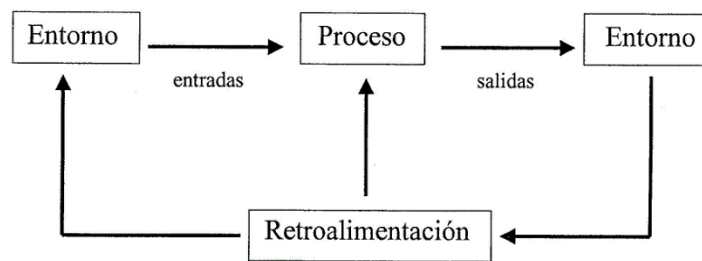 Entorno
Proceso
Entorno
entradas
salidas
Retroalimentación